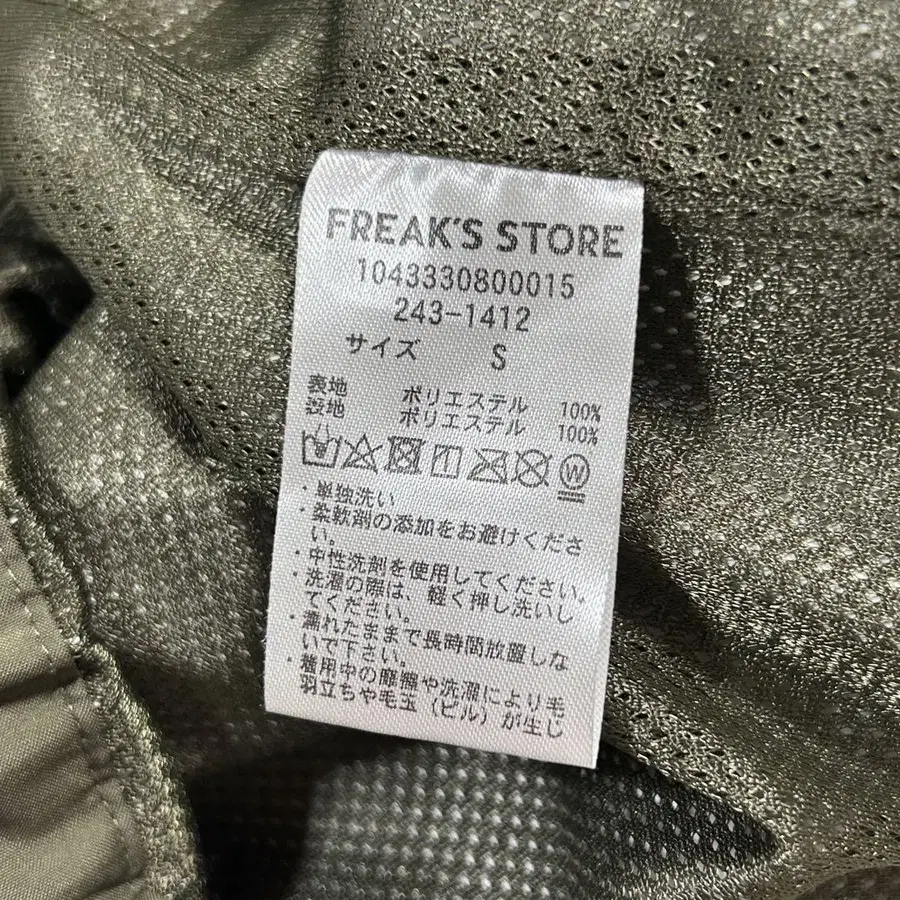 FREAK'S STORE
1043330800015
243-1412
サイズ S
表地 ポリエステル 100%
袋地 ポリエステル 100%
W
・単独洗い
・柔軟剤の添加をお避けくださ
い。
・中性洗剤を使用してください。
・洗濯の際は、軽く押し洗いし
てください。
・濡れたままで長時間放置しな
いで下さい。
・着用中の摩擦や洗濯により毛
羽立ちや毛玉（ピル）が生じ